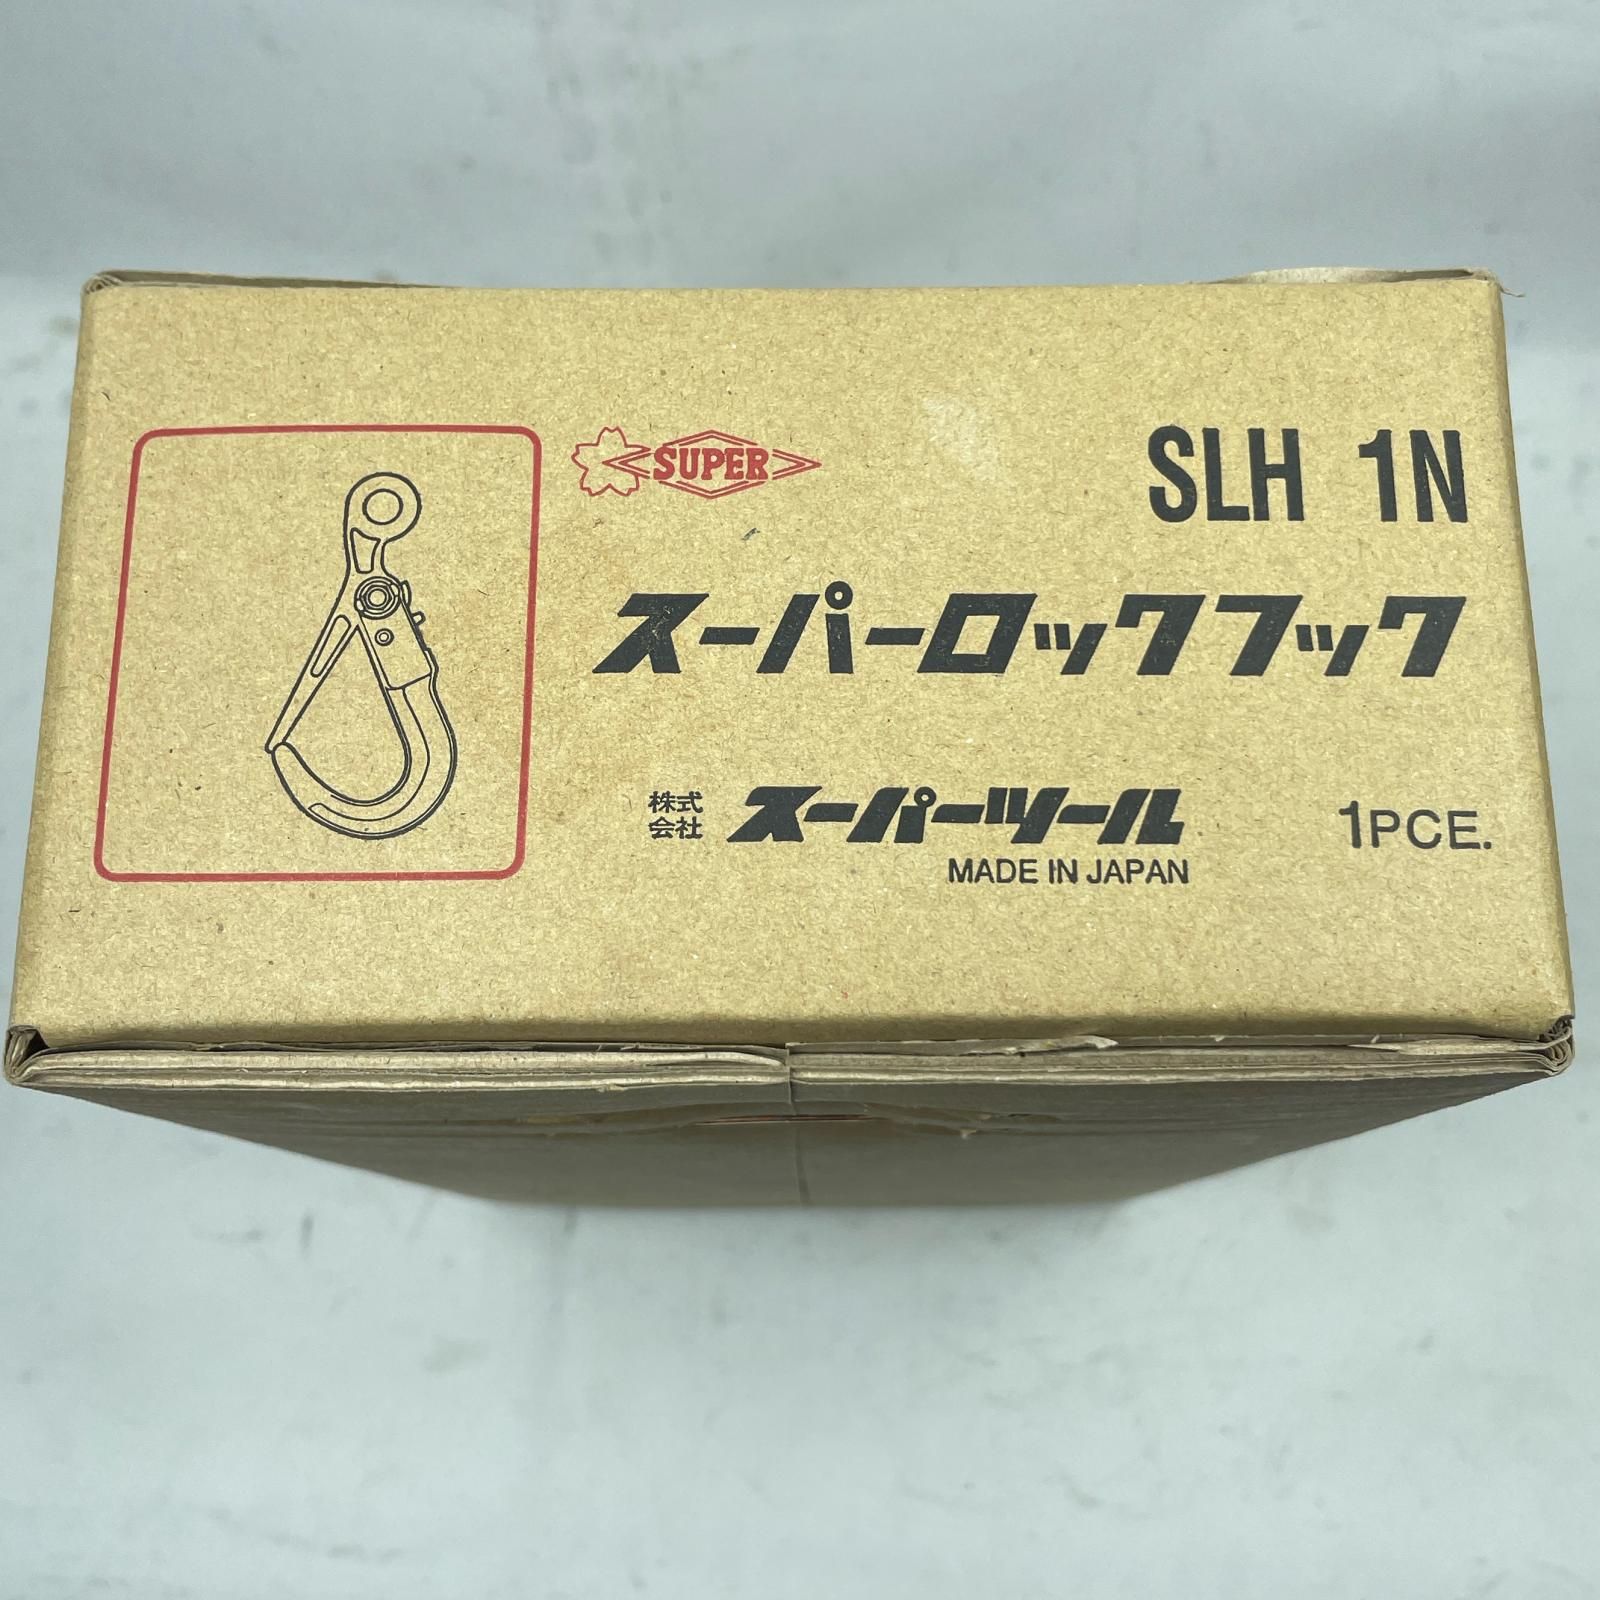 SUPER
SLH 1N
スーパーロックフック
株式会社 スーパーツール
1PCE.
MADE IN JAPAN